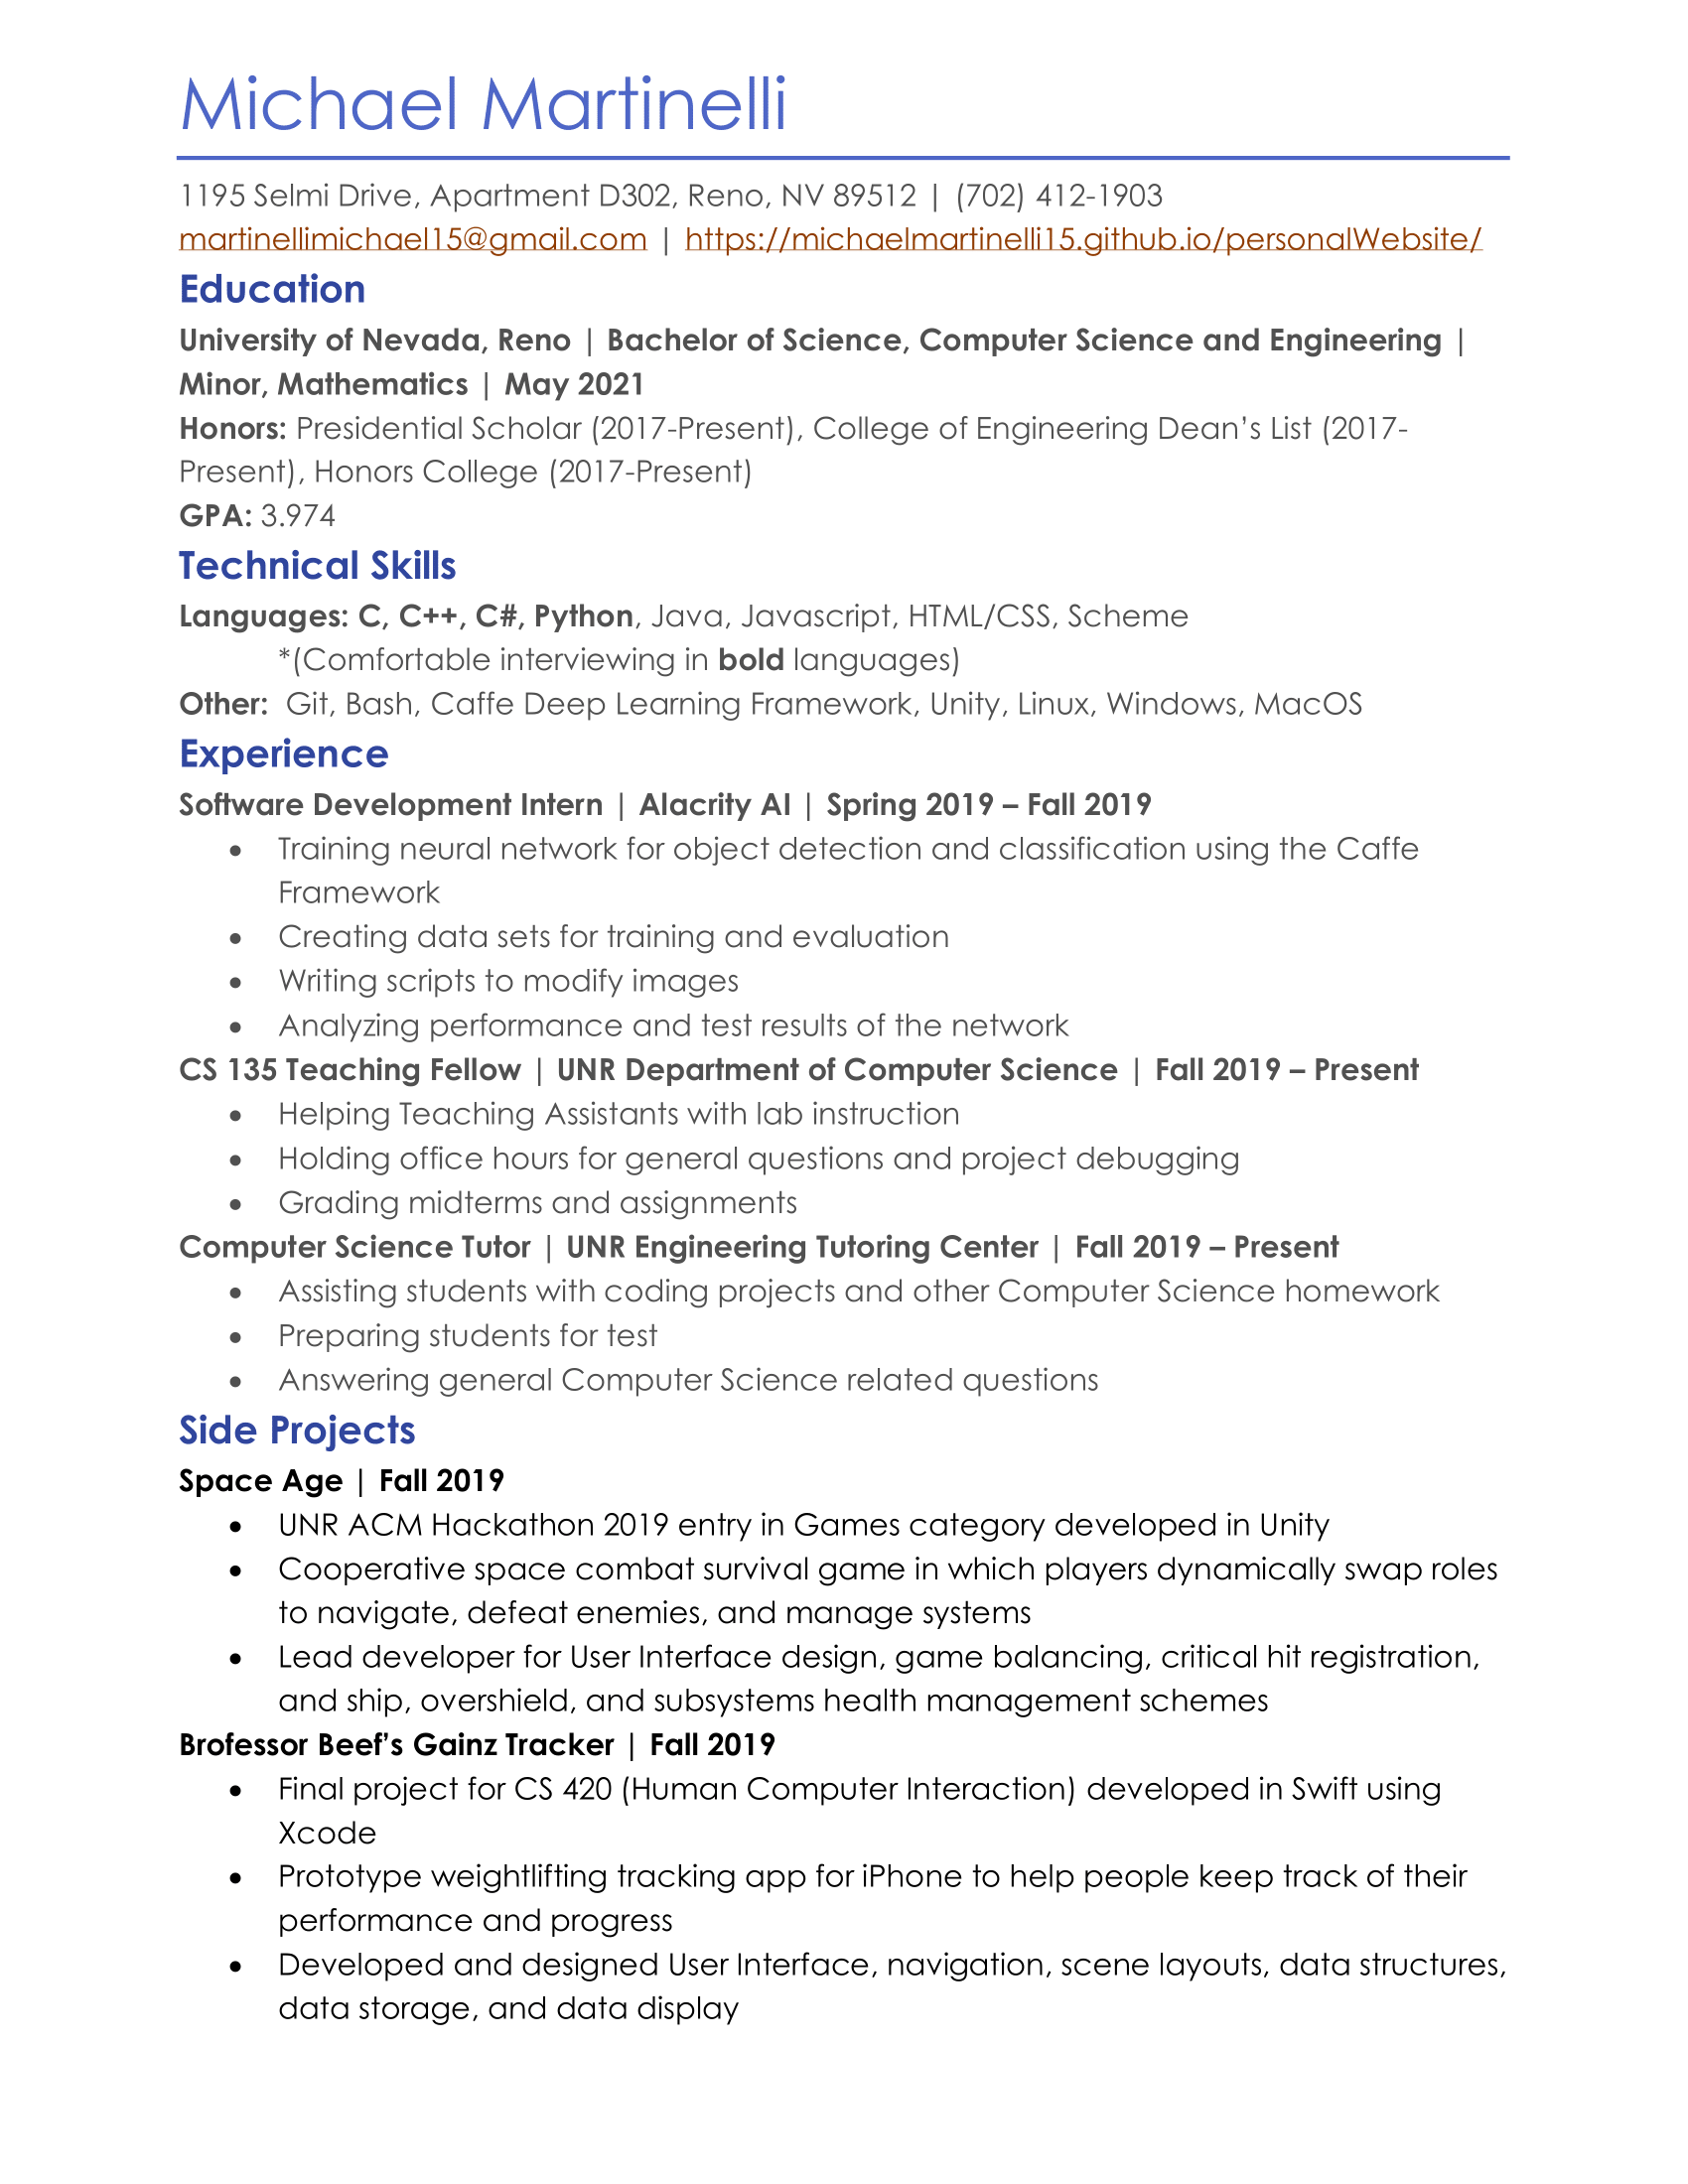 Michael Martinelli
1195 Selmi Drive, Apartment D302, Reno, NV 89512 | (702) 412-1903
martinellimichael15@gmail.com | https://michaelmartinelli15.github.io/personalWebsite/
Education
University of Nevada, Reno | Bachelor of Science, Computer Science and Engineering |
Minor, Mathematics | May 2021
Honors: Presidential Scholar (2017-Present), College of Engineering Dean’s List (2017-
Present), Honors College (2017-Present)
GPA: 3.974
Technical Skills
Languages: C, C++, C#, Python, Java, Javascript, HTML/CSS, Scheme
*(Comfortable interviewing in bold languages)
Other:  Git, Bash, Caffe Deep Learning Framework, Unity, Linux, Windows, MacOS
Experience
Software Development Intern | Alacrity AI | Spring 2019 – Fall 2019
• Training neural network for object detection and classification using the Caffe
Framework
• Creating data sets for training and evaluation
• Writing scripts to modify images
• Analyzing performance and test results of the network
CS 135 Teaching Fellow | UNR Department of Computer Science | Fall 2019 – Present
• Helping Teaching Assistants with lab instruction
• Holding office hours for general questions and project debugging
• Grading midterms and assignments
Computer Science Tutor | UNR Engineering Tutoring Center | Fall 2019 – Present
• Assisting students with coding projects and other Computer Science homework
• Preparing students for test
• Answering general Computer Science related questions
Side Projects
Space Age | Fall 2019
• UNR ACM Hackathon 2019 entry in Games category developed in Unity
• Cooperative space combat survival game in which players dynamically swap roles
to navigate, defeat enemies, and manage systems
• Lead developer for User Interface design, game balancing, critical hit registration,
and ship, overshield, and subsystems health management schemes
Brofessor Beef’s Gainz Tracker | Fall 2019
• Final project for CS 420 (Human Computer Interaction) developed in Swift using
Xcode
• Prototype weightlifting tracking app for iPhone to help people keep track of their
performance and progress
• Developed and designed User Interface, navigation, scene layouts, data structures,
data storage, and data display